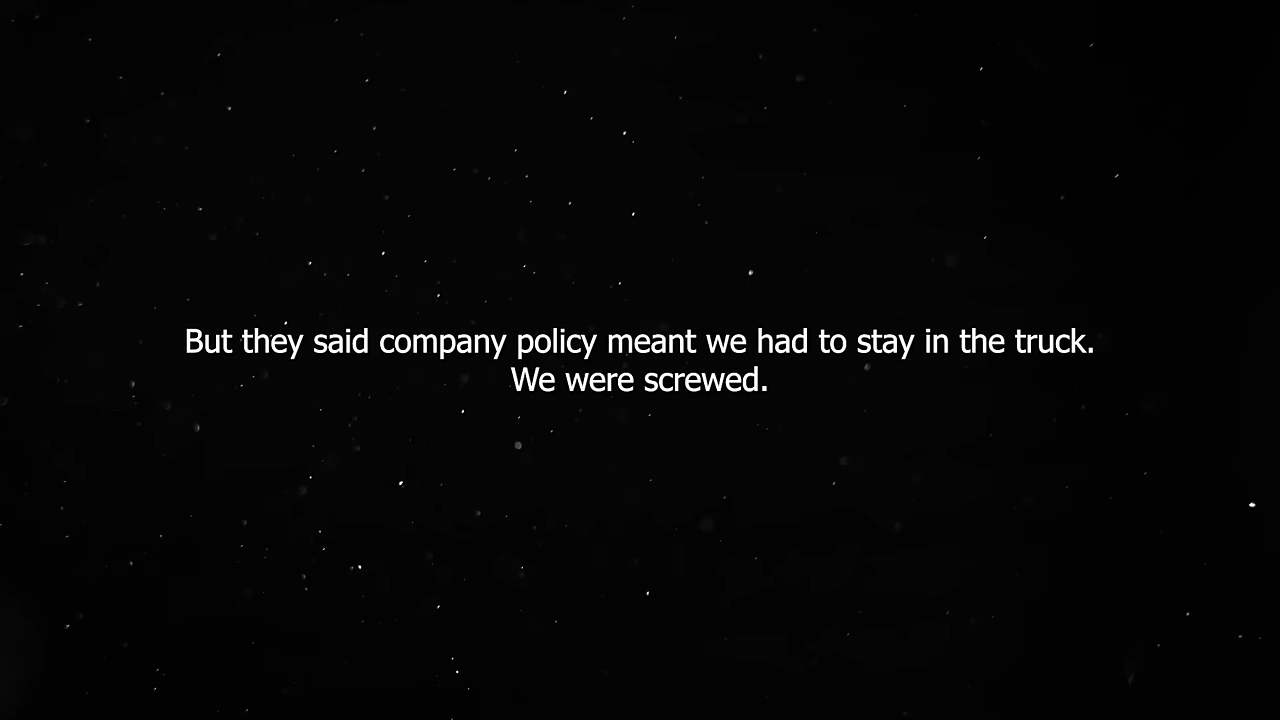 But they said company policy meant we had to stay in the truck.
We were screwed.